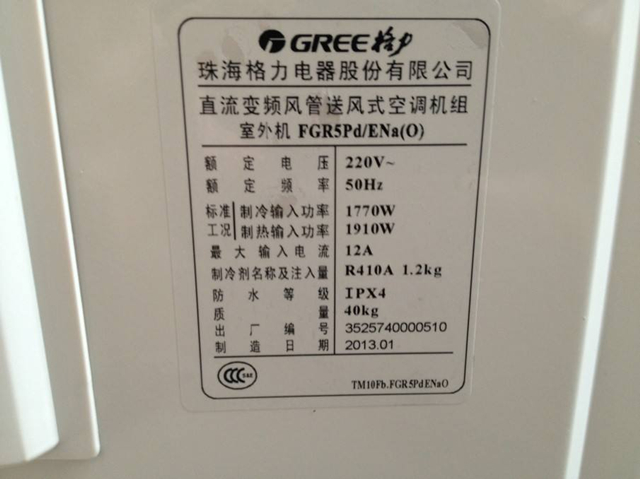 GREE格力
珠海格力电器股份有限公司
直流变频风管送风式空调机组
室外机 FGR5Pd/ENa(O)
额定电压 220V~
额定频率 50Hz
标准 制冷输入功率 1770W
工况 制热输入功率 1910W
最大输入电流 12A
制冷剂名称及注入量 R410A 1.2kg
防水等级 IPX4
质量 40kg
出厂编号 3525740000510
制造日期 2013.01
CCC S&E
TM10Fb.FGR5PdENaO